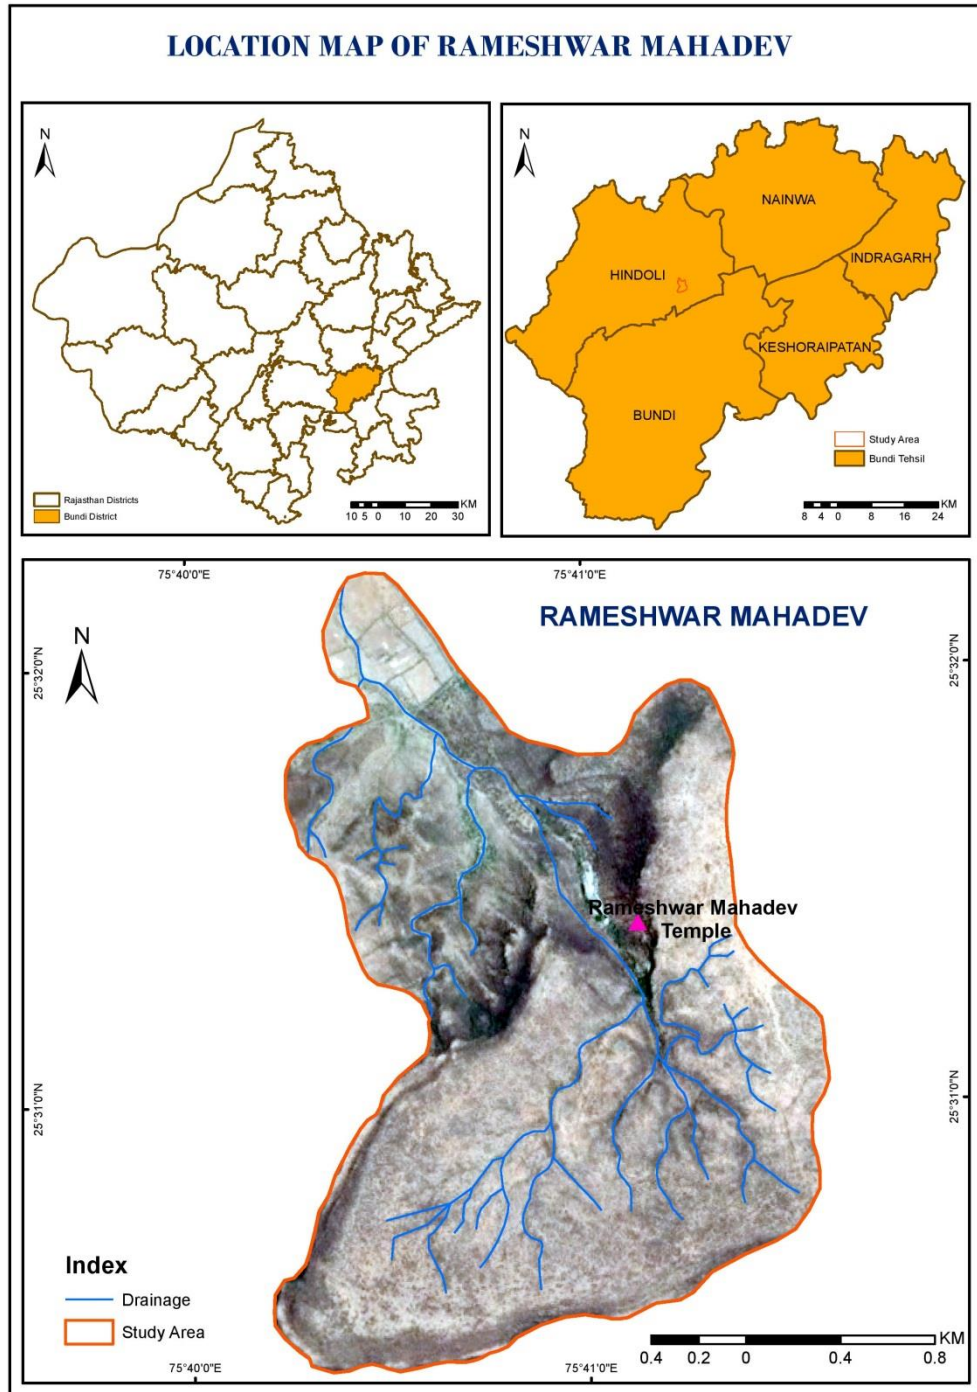 LOCATION MAP OF RAMESHWAR MAHADEV
N
Rajasthan Districts
Bundi District
10 5 0 10 20 30 KM
N
NAINWA
HINDOLI
INDRAGARH
KESHORAIPATAN
BUNDI
Study Area
Bundi Tehsil
8 4 0 8 16 24 KM
75°40'0"E
75°41'0"E
RAMESHWAR MAHADEV
N
25°32'0"N
25°32'0"N
Rameshwar Mahadev
Temple
25°31'0"N
25°31'0"N
Index
Drainage
Study Area
KM
0.4 0.2 0 0.4 0.8
75°40'0"E
75°41'0"E